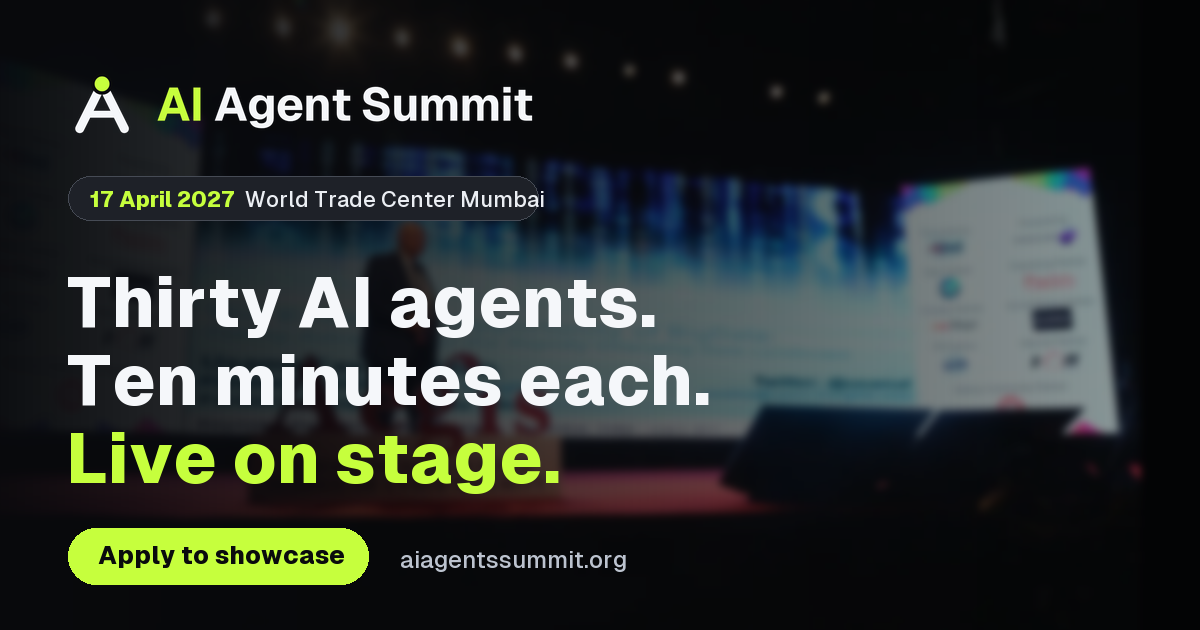 AI Agent Summit
17 April 2027 World Trade Center Mumbai
Thirty AI agents.
Ten minutes each.
Live on stage.
Apply to showcase
aiagentssummit.org